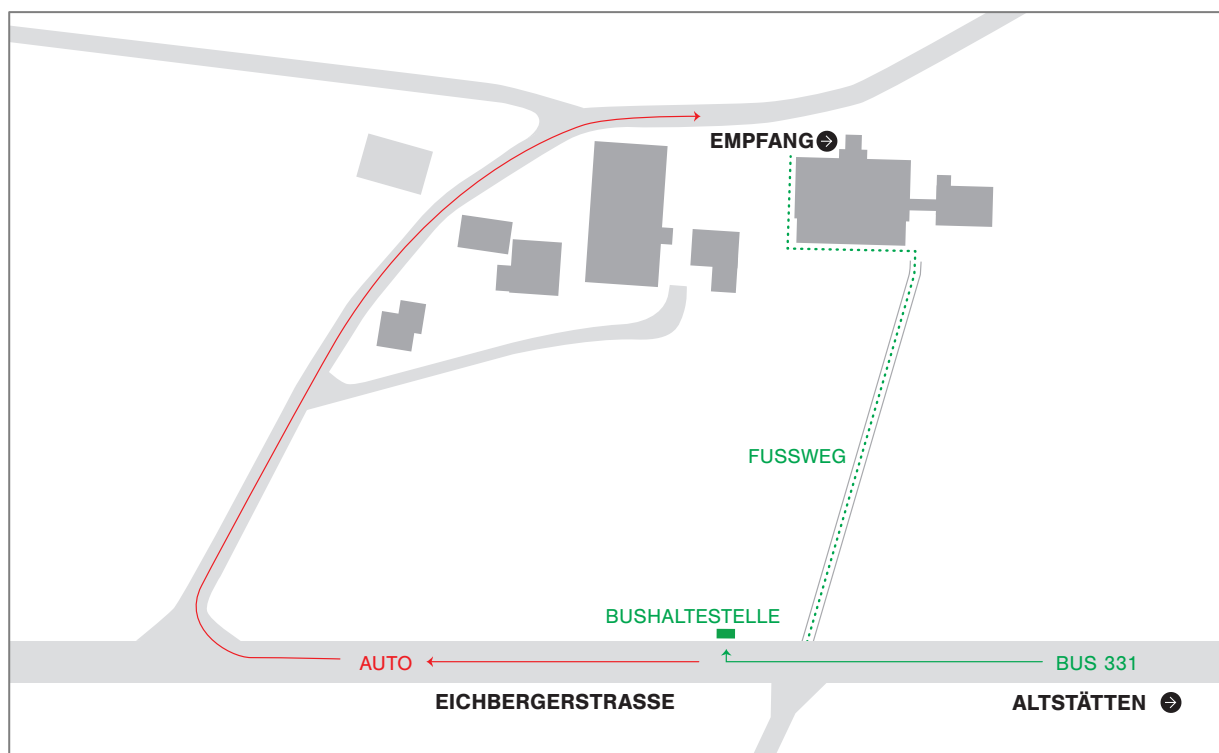 EMPFANG
FUSSWEG
BUSHALTESTELLE
AUTO
BUS 331
EICHBERGERSTRASSE
ALTSTÄTTEN